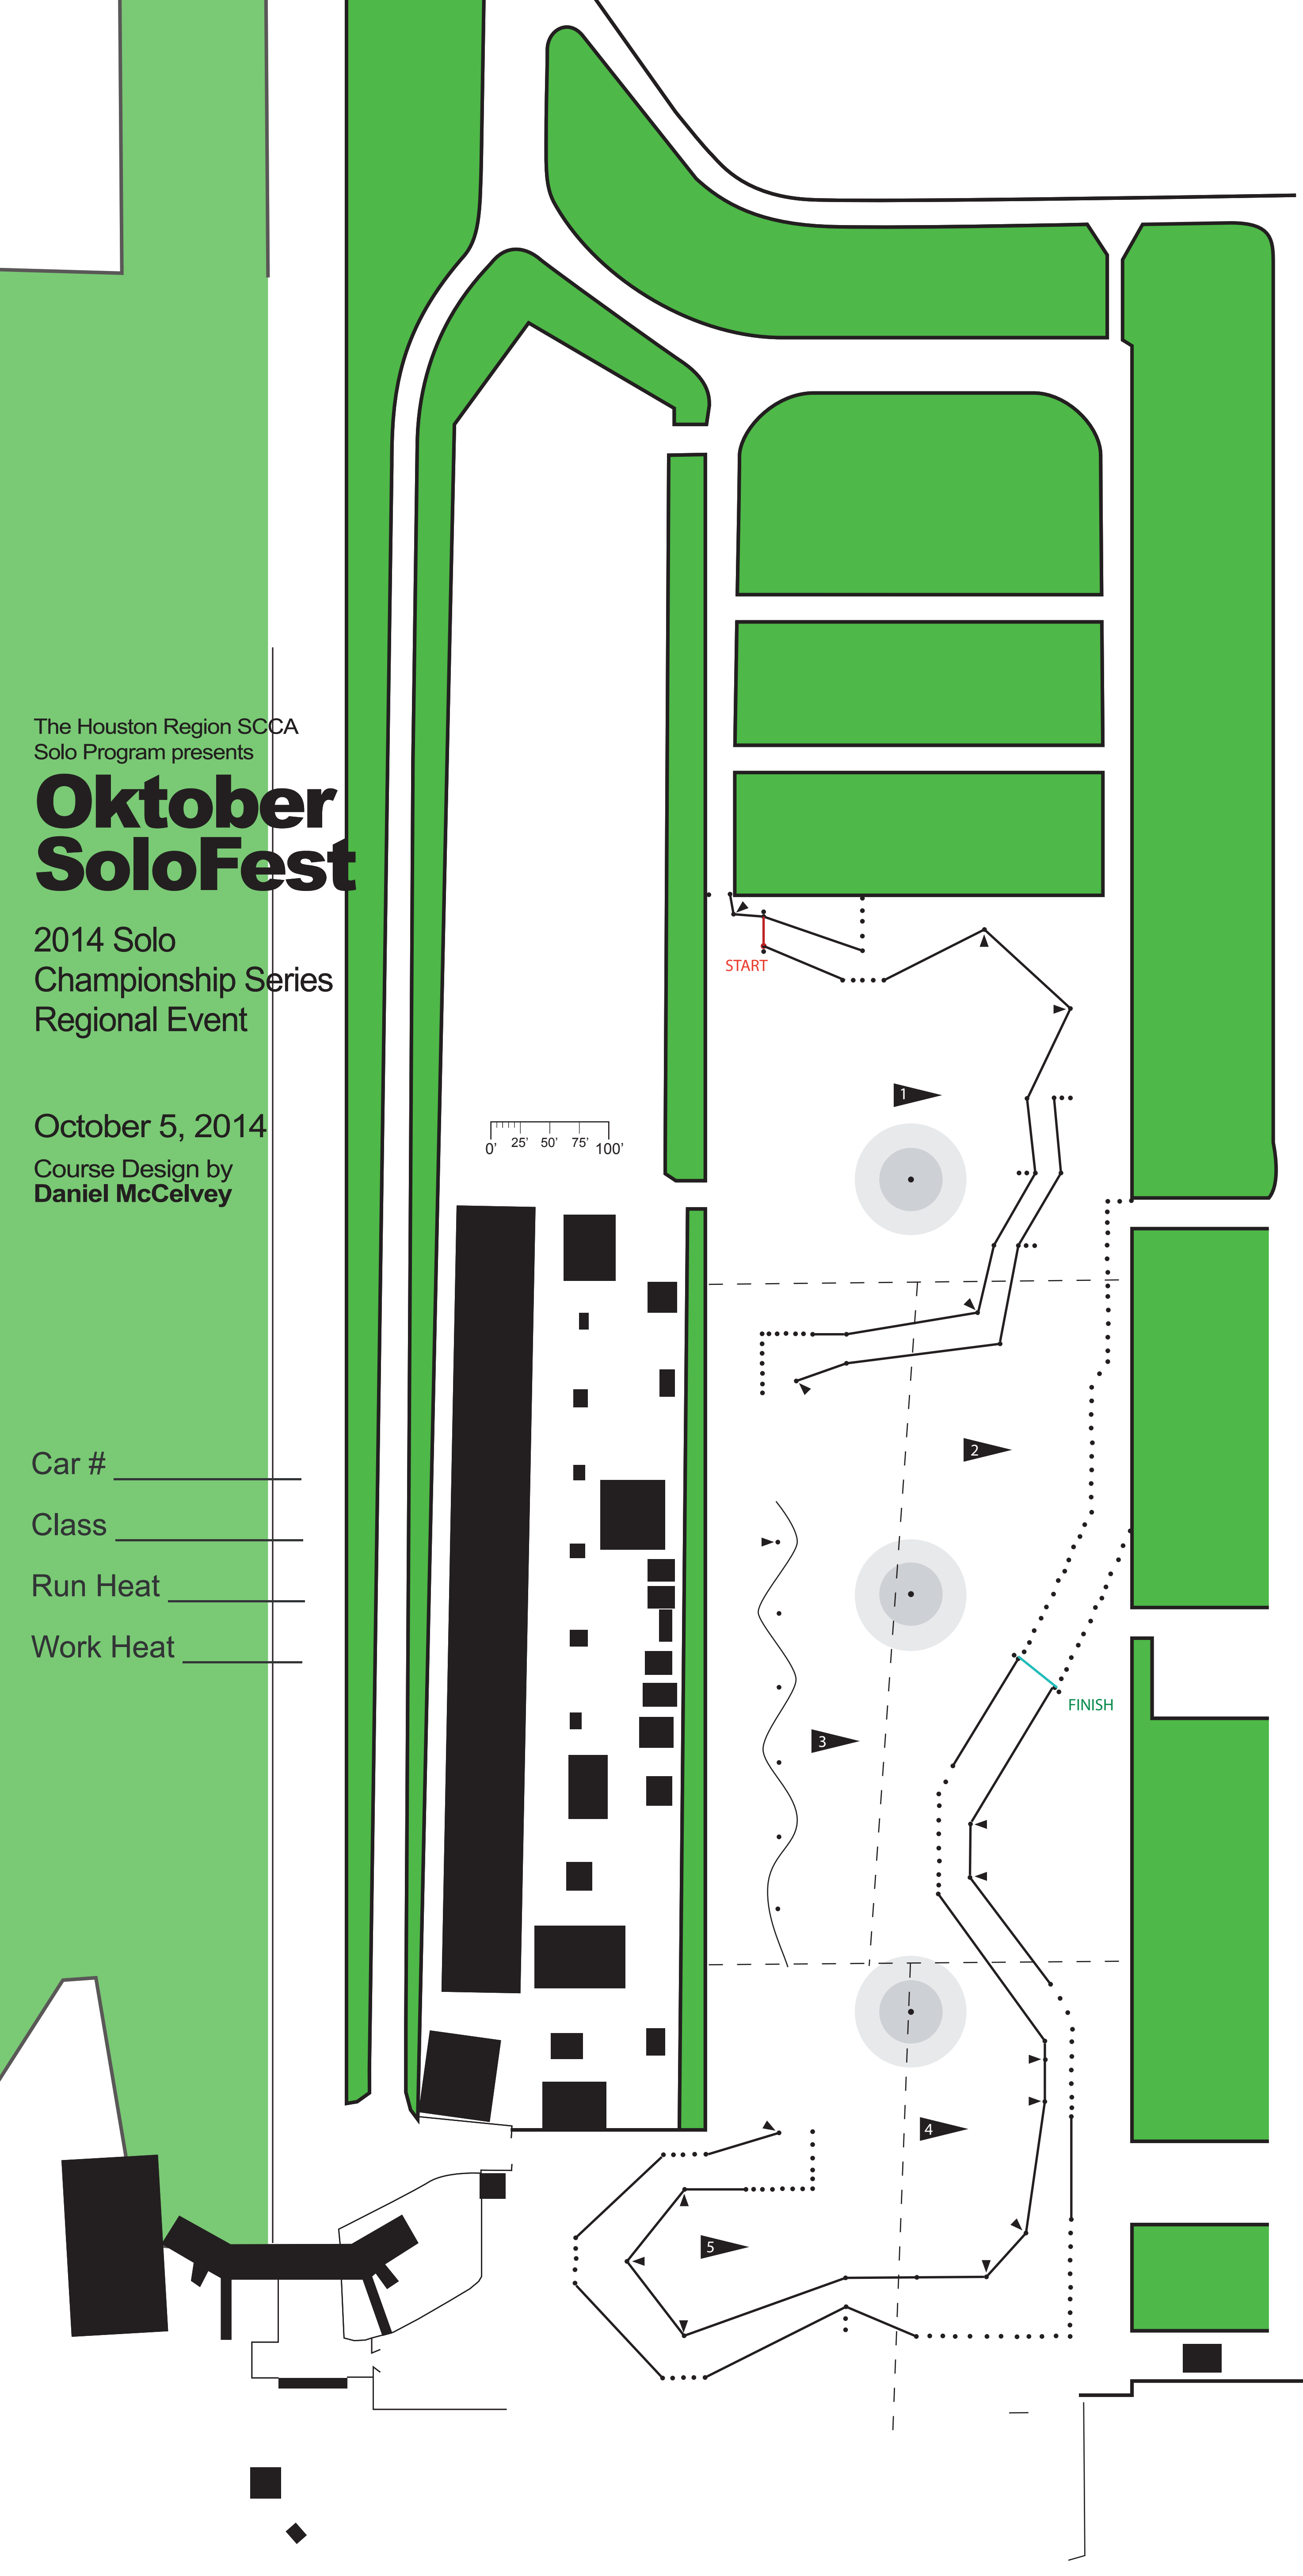 The Houston Region SCCA
Solo Program presents
Oktober
SoloFest
2014 Solo
Championship Series
Regional Event
October 5, 2014
Course Design by
Daniel McCelvey
Car #
Class
Run Heat
Work Heat
0' 25' 50' 75' 100'
START
1
2
3
FINISH
4
5